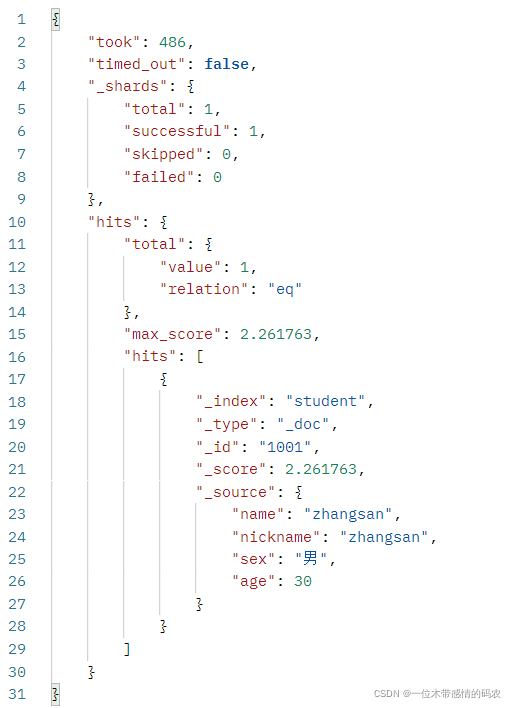 1 {
2     "took": 486,
3     "timed_out": false,
4     "_shards": {
5         "total": 1,
6         "successful": 1,
7         "skipped": 0,
8         "failed": 0
9     },
10     "hits": {
11         "total": {
12             "value": 1,
13             "relation": "eq"
14         },
15         "max_score": 2.261763,
16         "hits": [
17             {
18                 "_index": "student",
19                 "_type": "_doc",
20                 "_id": "1001",
21                 "_score": 2.261763,
22                 "_source": {
23                     "name": "zhangsan",
24                     "nickname": "zhangsan",
25                     "sex": "男",
26                     "age": 30
27                 }
28             }
29         ]
30     }
31 }
CSDN @一位木带感情的码农